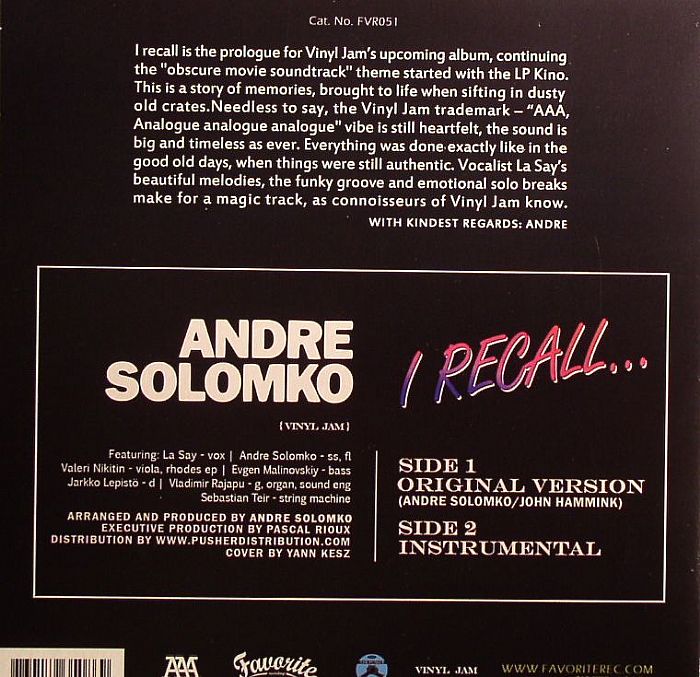 Cat. No. FVR051
I recall is the prologue for Vinyl Jam's upcoming album, continuing
the "obscure movie soundtrack" theme started with the LP Kino.
This is a story of memories, brought to life when sifting in dusty
old crates.Needless to say, the Vinyl Jam trademark – "AAA,
Analogue analogue analogue" vibe is still heartfelt, the sound is
big and timeless as ever. Everything was done exactly like in the
good old days, when things were still authentic. Vocalist La Say's
beautiful melodies, the funky groove and emotional solo breaks
make for a magic track, as connoisseurs of Vinyl Jam know.
WITH KINDEST REGARDS: ANDRE
ANDRE
SOLOMKO
{VINYL JAM}
Featuring: La Say - vox | Andre Solomko - ss, fl
Valeri Nikitin - viola, rhodes ep | Evgen Malinovskiy - bass
Jarkko Lepistö - d | Vladimir Rajapu - g, organ, sound eng
Sebastian Teir - string machine
ARRANGED AND PRODUCED BY ANDRE SOLOMKO
EXECUTIVE PRODUCTION BY PASCAL RIOUX
DISTRIBUTION BY WWW.PUSHERDISTRIBUTION.COM
COVER BY YANN KESZ
I RECALL...
SIDE 1
ORIGINAL VERSION
(ANDRE SOLOMKO/JOHN HAMMINK)
SIDE 2
INSTRUMENTAL
AAA
Favorite
VINYL JAM
WWW.FAVORITEREC.COM